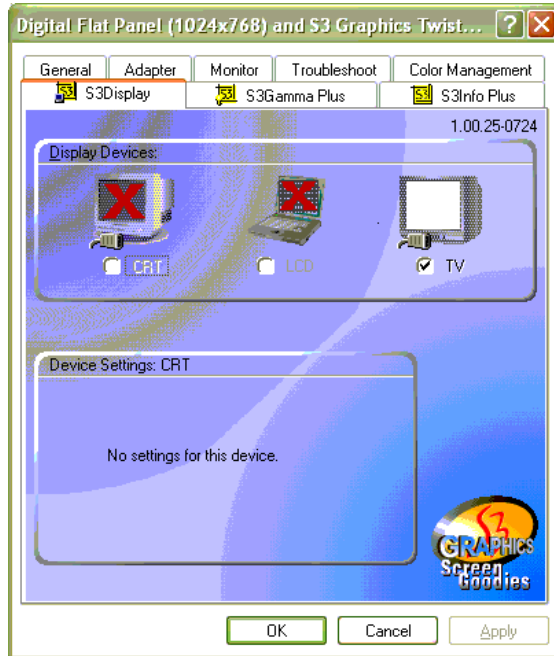 Digital Flat Panel (1024x768) and S3 Graphics Twist...
General Adapter Monitor Troubleshoot Color Management
S3Display S3Gamma Plus S3Info Plus
1.00.25-0724
Display Devices:
CRT LCD TV
Device Settings: CRT
No settings for this device.
S3
GRAPHICS
Screen
Goodies
OK Cancel Apply